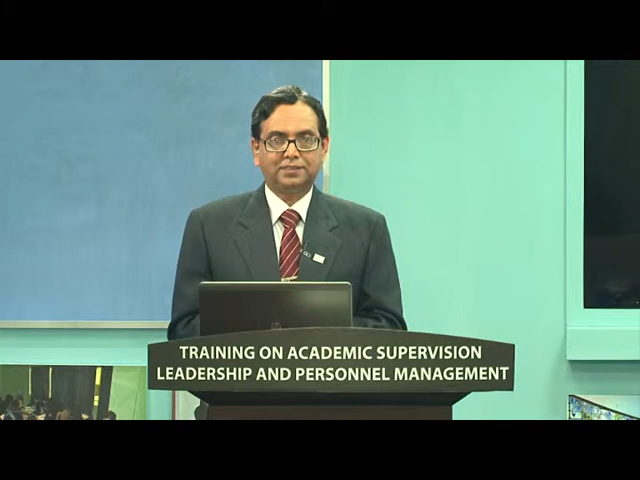 TRAINING ON ACADEMIC SUPERVISION
LEADERSHIP AND PERSONNEL MANAGEMENT